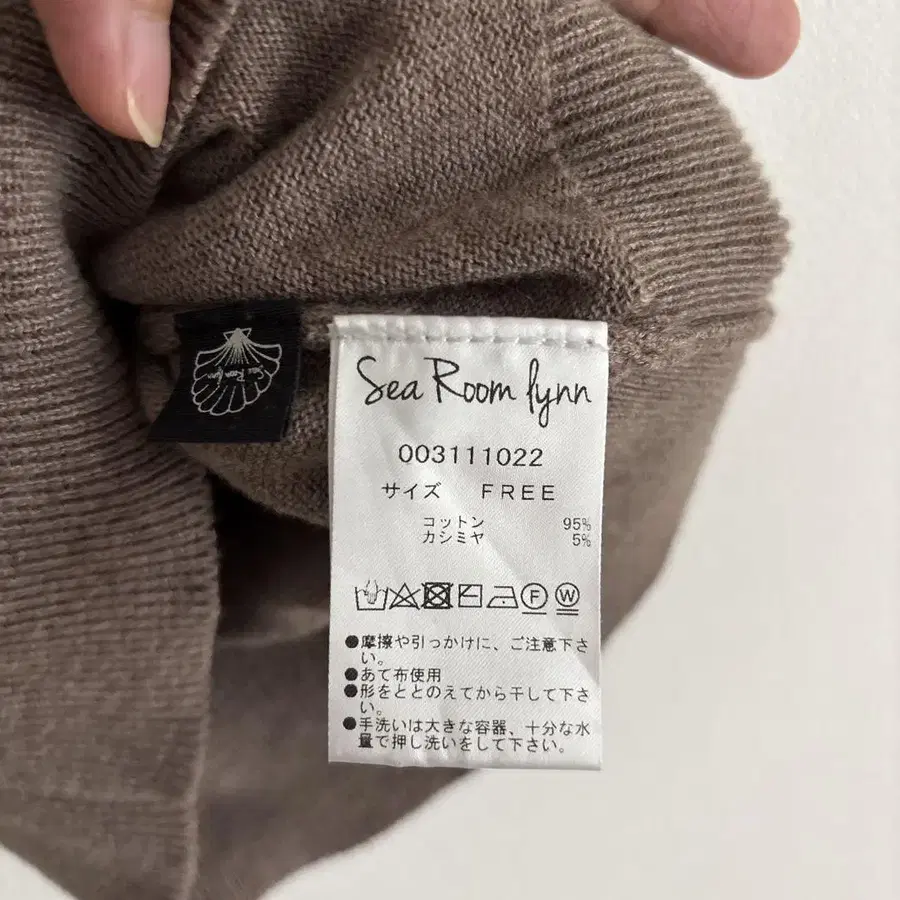 Sea Room lynn
Sea Room lynn
003111022
サイズ FREE
コットン 95%
カシミヤ 5%
F W
●摩擦や引っかけに、ご注意下さ
い。
●あて布使用
●形をととのえてから干して下さ
い。
●手洗いは大きな容器、十分な水
量で押し洗いをして下さい。